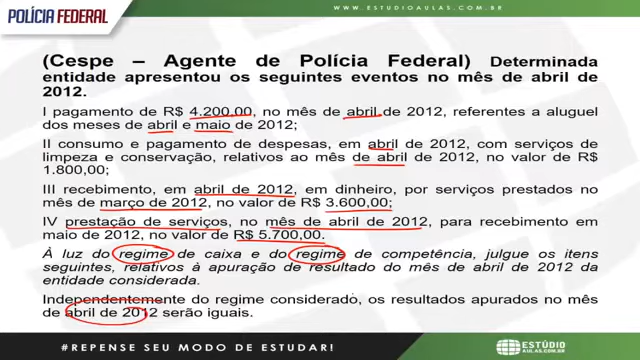 POLÍCIA FEDERAL
WWW.ESTUDIOAULAS.COM.BR
(Cespe – Agente de Polícia Federal) Determinada
entidade apresentou os seguintes eventos no mês de abril de
2012.
I pagamento de R$ 4.200,00, no mês de abril de 2012, referentes a aluguel
dos meses de abril e maio de 2012;
II consumo e pagamento de despesas, em abril de 2012, com serviços de
limpeza e conservação, relativos ao mês de abril de 2012, no valor de R$
1.800,00;
III recebimento, em abril de 2012, em dinheiro, por serviços prestados no
mês de março de 2012, no valor de R$ 3.600,00;
IV prestação de serviços, no mês de abril de 2012, para recebimento em
maio de 2012, no valor de R$ 5.700,00.
À luz do regime de caixa e do regime de competência, julgue os itens
seguintes, relativos à apuração de resultado do mês de abril de 2012 da
entidade considerada.
Independentemente do regime considerado, os resultados apurados no mês
de abril de 2012 serão iguais.
#REPENSE SEU MODO DE ESTUDAR!
ESTÚDIO
AULAS.COM.BR